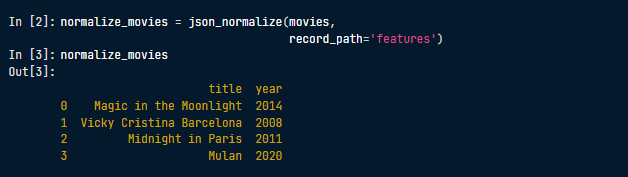 In [2]: normalize_movies = json_normalize(movies,
record_path='features')
In [3]: normalize_movies
Out[3]:
title year
0 Magic in the Moonlight 2014
1 Vicky Cristina Barcelona 2008
2 Midnight in Paris 2011
3 Mulan 2020